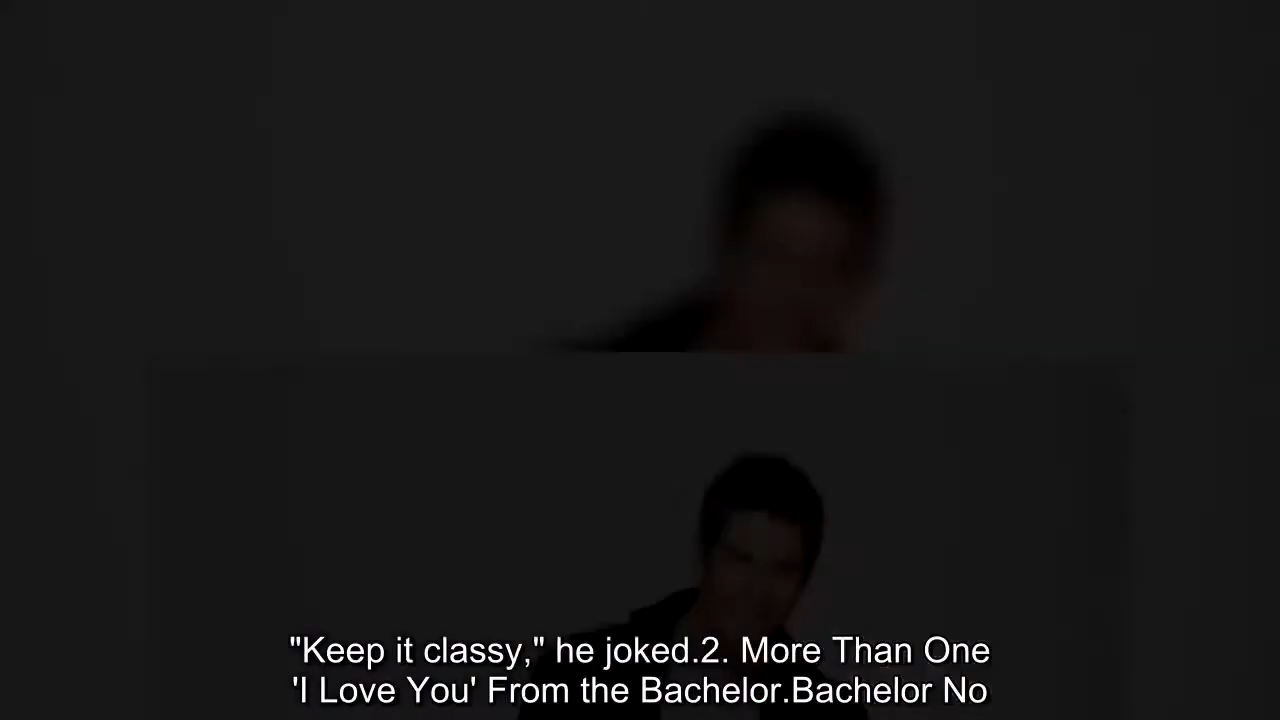 "Keep it classy," he joked.2. More Than One
'I Love You' From the Bachelor.Bachelor No